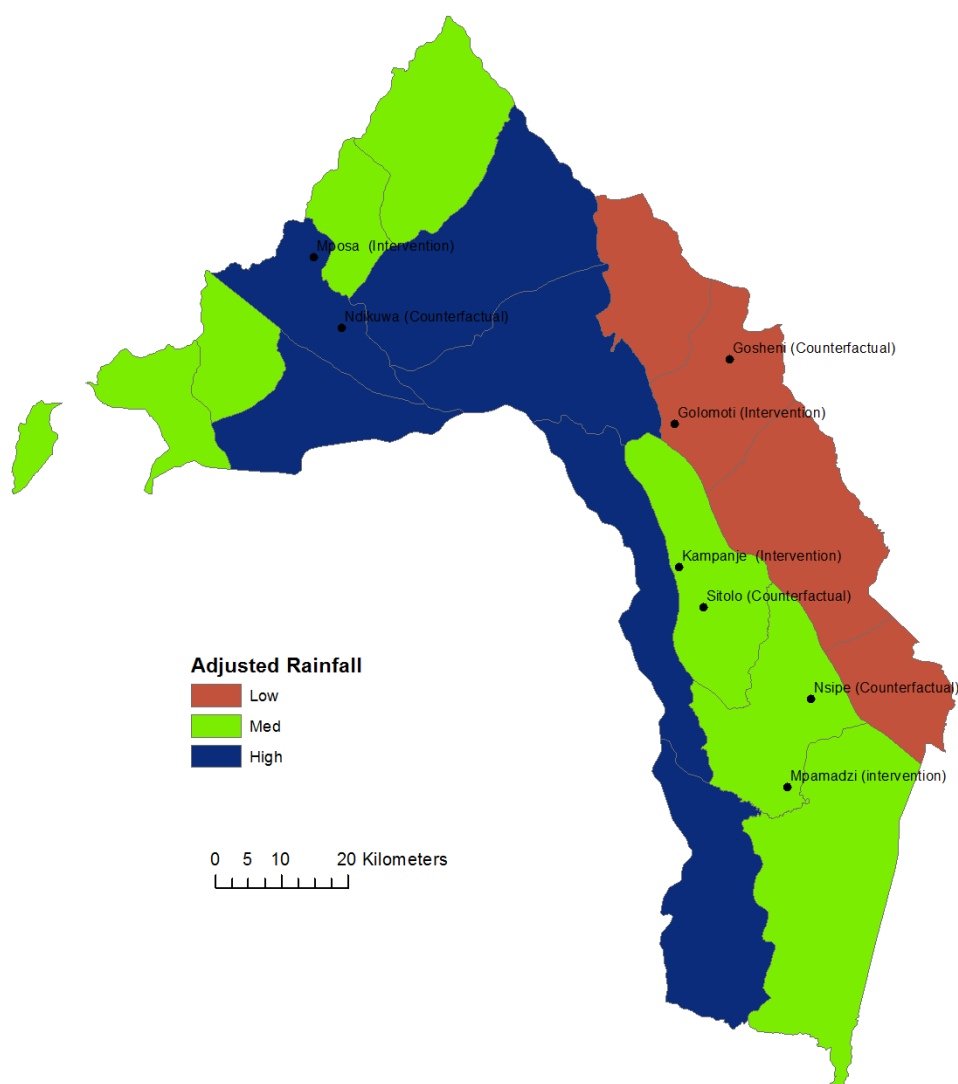 Mposa (Intervention)
Ndikuwa (Counterfactual)
Gosheni (Counterfactual)
Golomoti (Intervention)
Kampanje (Intervention)
Sitolo (Counterfactual)
Nsipe (Counterfactual)
Mpamadzi (intervention)
Adjusted Rainfall
Low
Med
High
0 5 10 20 Kilometers